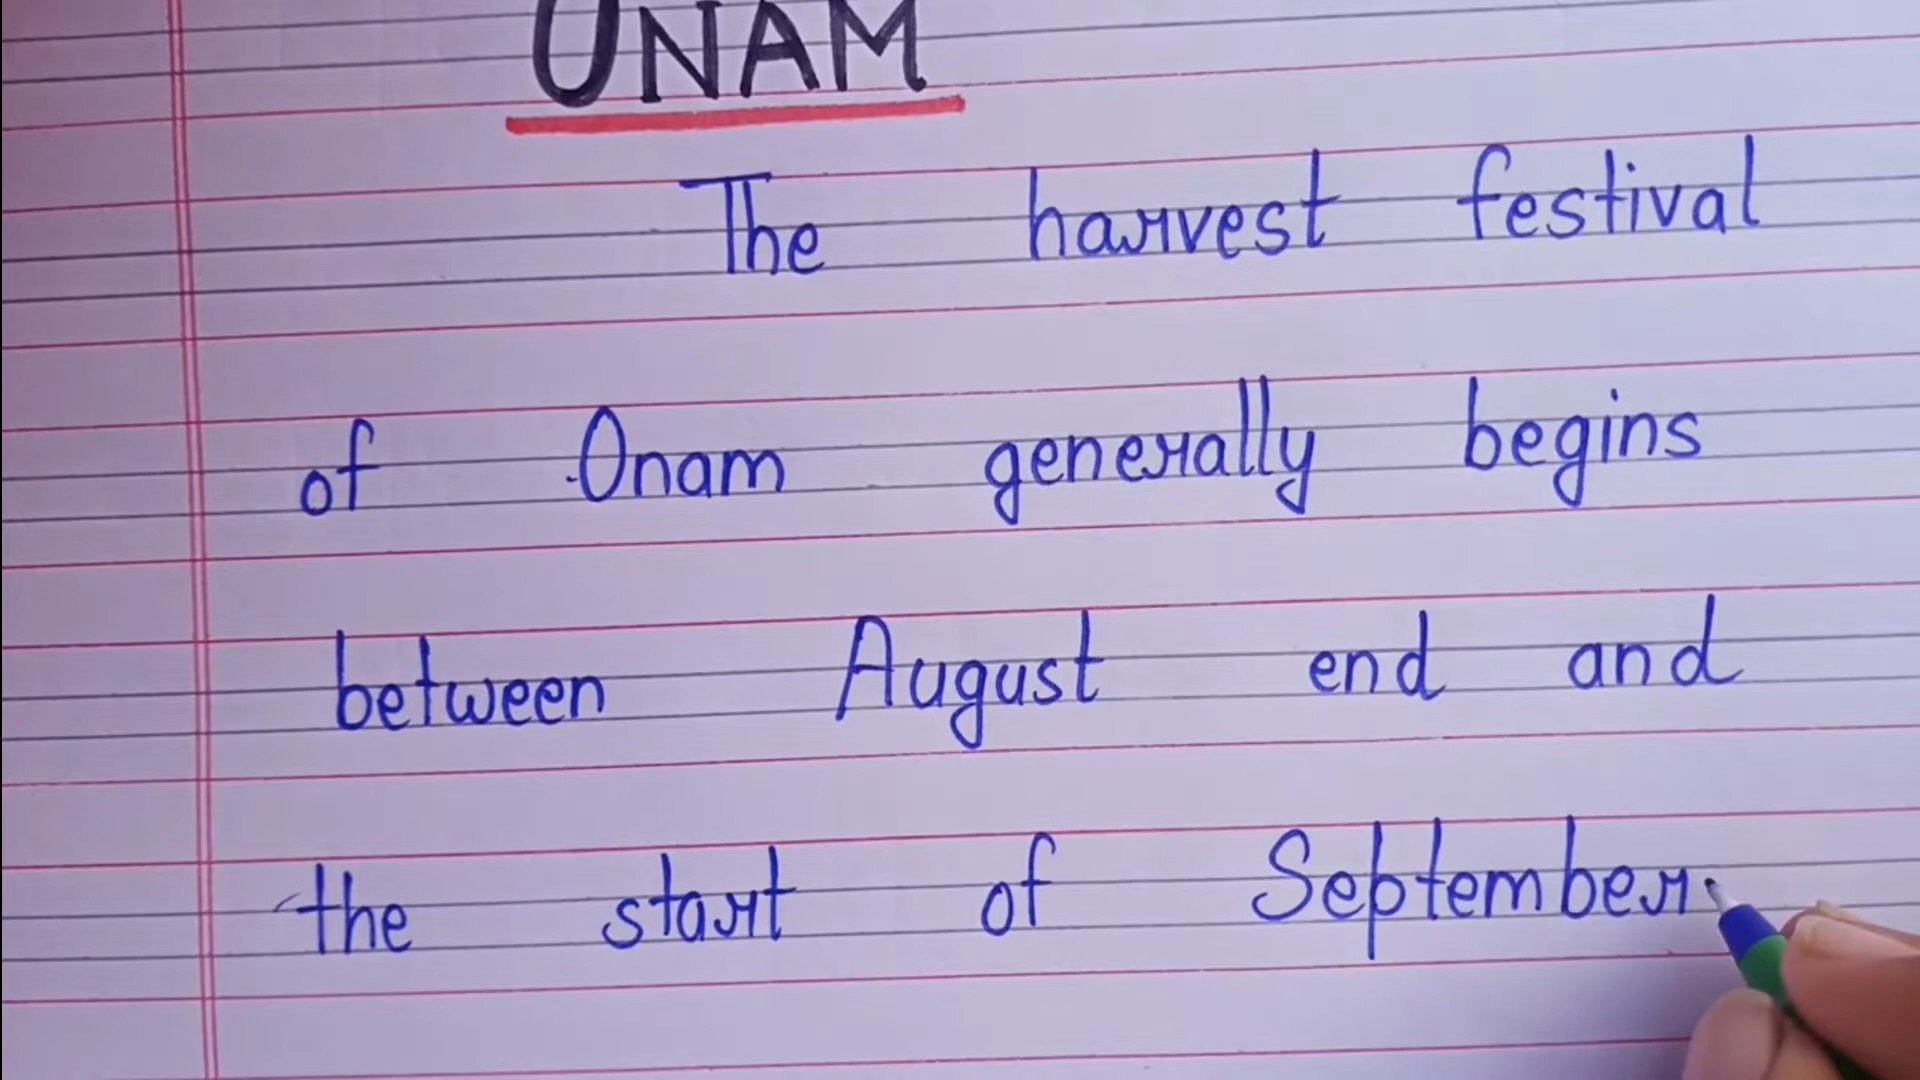 ONAM
The harvest festival
of Onam generally begins
between August end and
the start of September.